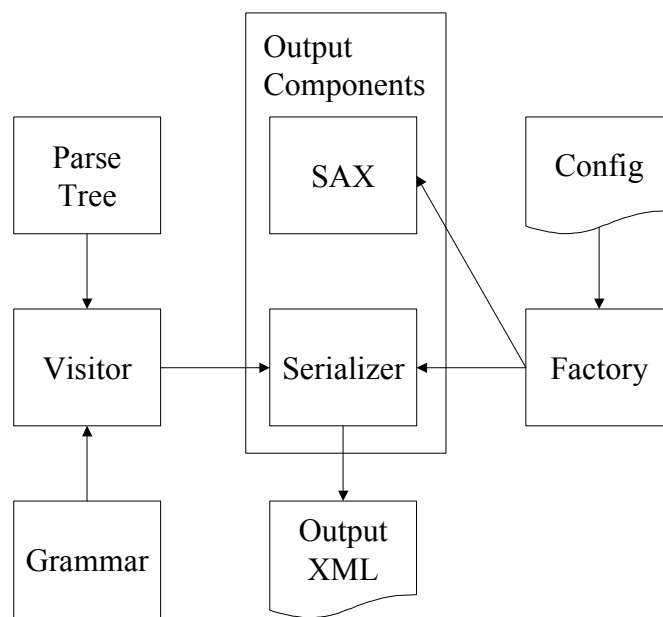 Output
Components
Parse
Tree
SAX
Config
Visitor
Serializer
Factory
Grammar
Output
XML